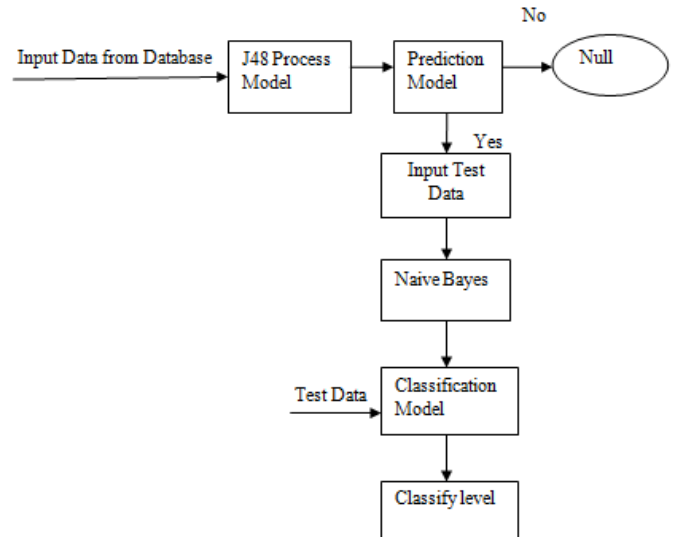 No
Input Data from Database
J48 Process
Model
Prediction
Model
Null
Yes
Input Test
Data
Naive Bayes
Test Data
Classification
Model
Classify level